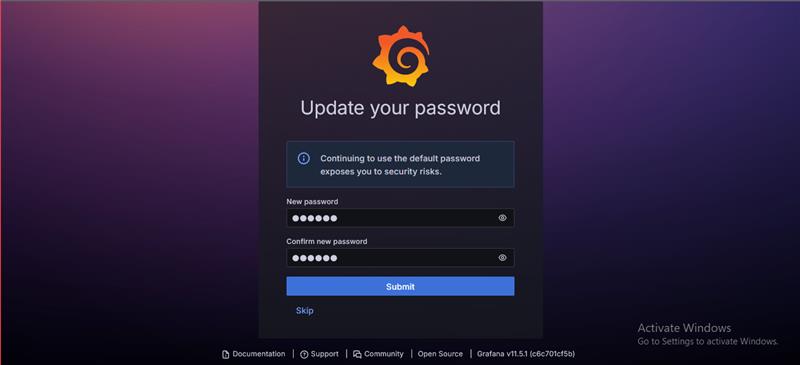 Update your password
Continuing to use the default password
exposes you to security risks.
New password
●●●●●●
Confirm new password
●●●●●●
Submit
Skip
Activate Windows
Go to Settings to activate Windows.
Documentation | Support | Community | Open Source | Grafana v11.5.1 (c6c701cf5b)